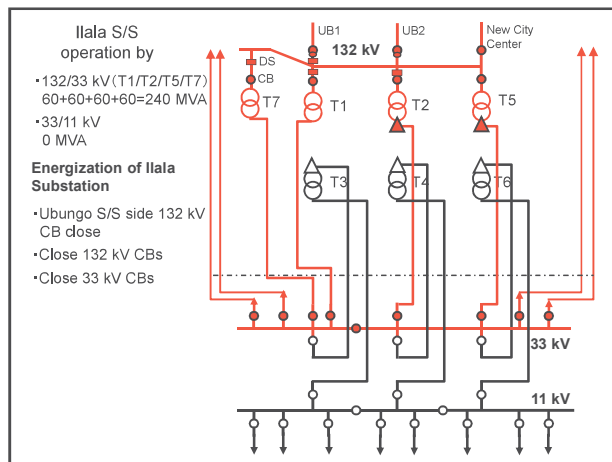 Ilala S/S
operation by
·132/33 kV(T1/T2/T5/T7)
60+60+60+60=240 MVA
·33/11 kV
0 MVA
Energization of Ilala
Substation
·Ubungo S/S side 132 kV
CB close
·Close 132 kV CBs
·Close 33 kV CBs
UB1
UB2
New City
Center
132 kV
DS
CB
T7
T1
T2
T5
T3
T4
T6
33 kV
11 kV